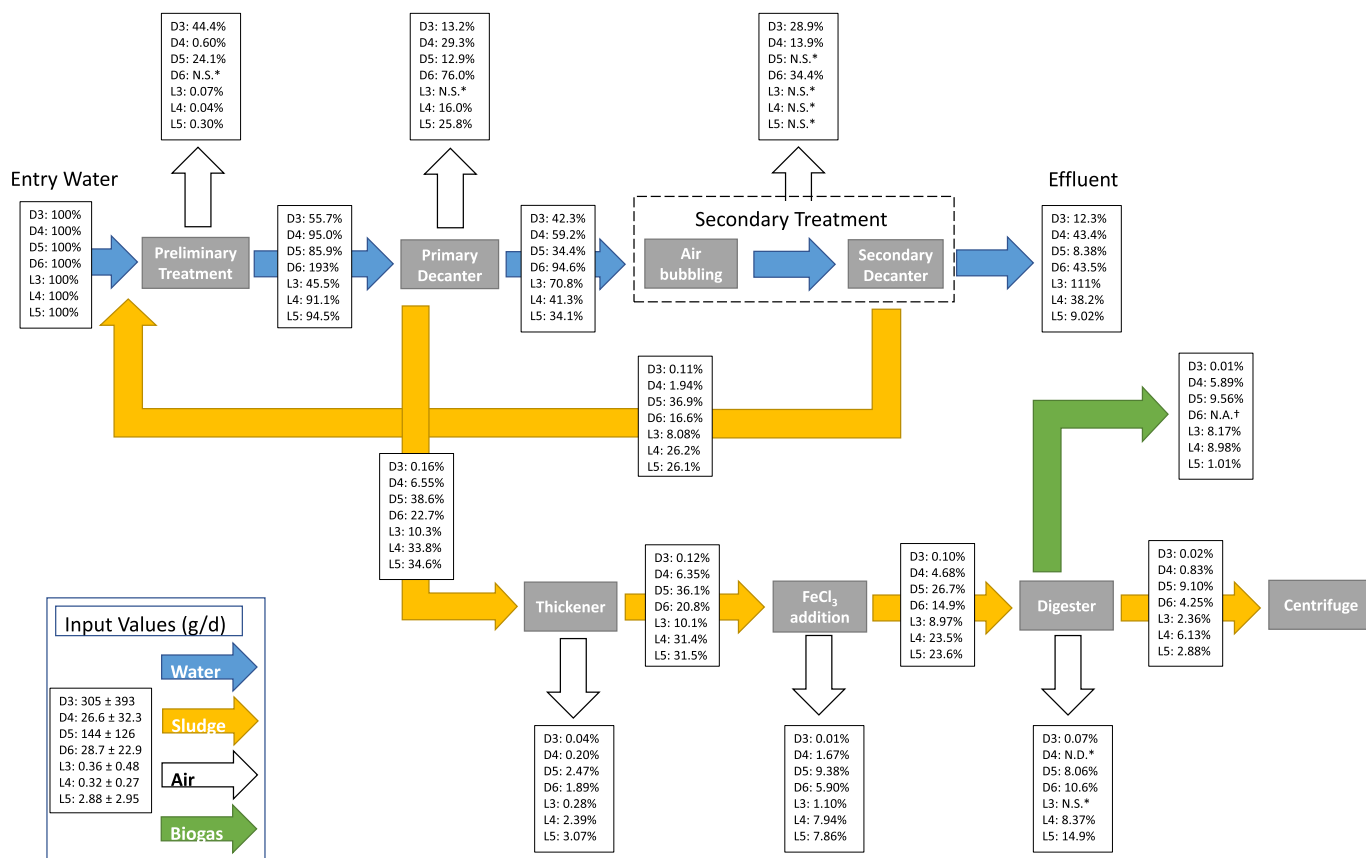 D3: 44.4%
D4: 0.60%
D5: 24.1%
D6: N.S.*
L3: 0.07%
L4: 0.04%
L5: 0.30%
D3: 13.2%
D4: 29.3%
D5: 12.9%
D6: 76.0%
L3: N.S.*
L4: 16.0%
L5: 25.8%
D3: 28.9%
D4: 13.9%
D5: N.S.*
D6: 34.4%
L3: N.S.*
L4: N.S.*
L5: N.S.*
Entry Water
D3: 100%
D4: 100%
D5: 100%
D6: 100%
L3: 100%
L4: 100%
L5: 100%
Preliminary
Treatment
D3: 55.7%
D4: 95.0%
D5: 85.9%
D6: 193%
L3: 45.5%
L4: 91.1%
L5: 94.5%
Primary
Decanter
D3: 42.3%
D4: 59.2%
D5: 34.4%
D6: 94.6%
L3: 70.8%
L4: 41.3%
L5: 34.1%
Secondary Treatment
Air
bubbling
Secondary
Decanter
Effluent
D3: 12.3%
D4: 43.4%
D5: 8.38%
D6: 43.5%
L3: 111%
L4: 38.2%
L5: 9.02%
D3: 0.11%
D4: 1.94%
D5: 36.9%
D6: 16.6%
L3: 8.08%
L4: 26.2%
L5: 26.1%
D3: 0.01%
D4: 5.89%
D5: 9.56%
D6: N.A.†
L3: 8.17%
L4: 8.98%
L5: 1.01%
D3: 0.16%
D4: 6.55%
D5: 38.6%
D6: 22.7%
L3: 10.3%
L4: 33.8%
L5: 34.6%
Thickener
D3: 0.12%
D4: 6.35%
D5: 36.1%
D6: 20.8%
L3: 10.1%
L4: 31.4%
L5: 31.5%
FeCl₃
addition
D3: 0.10%
D4: 4.68%
D5: 26.7%
D6: 14.9%
L3: 8.97%
L4: 23.5%
L5: 23.6%
Digester
D3: 0.02%
D4: 0.83%
D5: 9.10%
D6: 4.25%
L3: 2.36%
L4: 6.13%
L5: 2.88%
Centrifuge
D3: 0.04%
D4: 0.20%
D5: 2.47%
D6: 1.89%
L3: 0.28%
L4: 2.39%
L5: 3.07%
D3: 0.01%
D4: 1.67%
D5: 9.38%
D6: 5.90%
L3: 1.10%
L4: 7.94%
L5: 7.86%
D3: 0.07%
D4: N.D.*
D5: 8.06%
D6: 10.6%
L3: N.S.*
L4: 8.37%
L5: 14.9%
Input Values (g/d)
D3: 305 ± 393
D4: 26.6 ± 32.3
D5: 144 ± 126
D6: 28.7 ± 22.9
L3: 0.36 ± 0.48
L4: 0.32 ± 0.27
L5: 2.88 ± 2.95
Water
Sludge
Air
Biogas